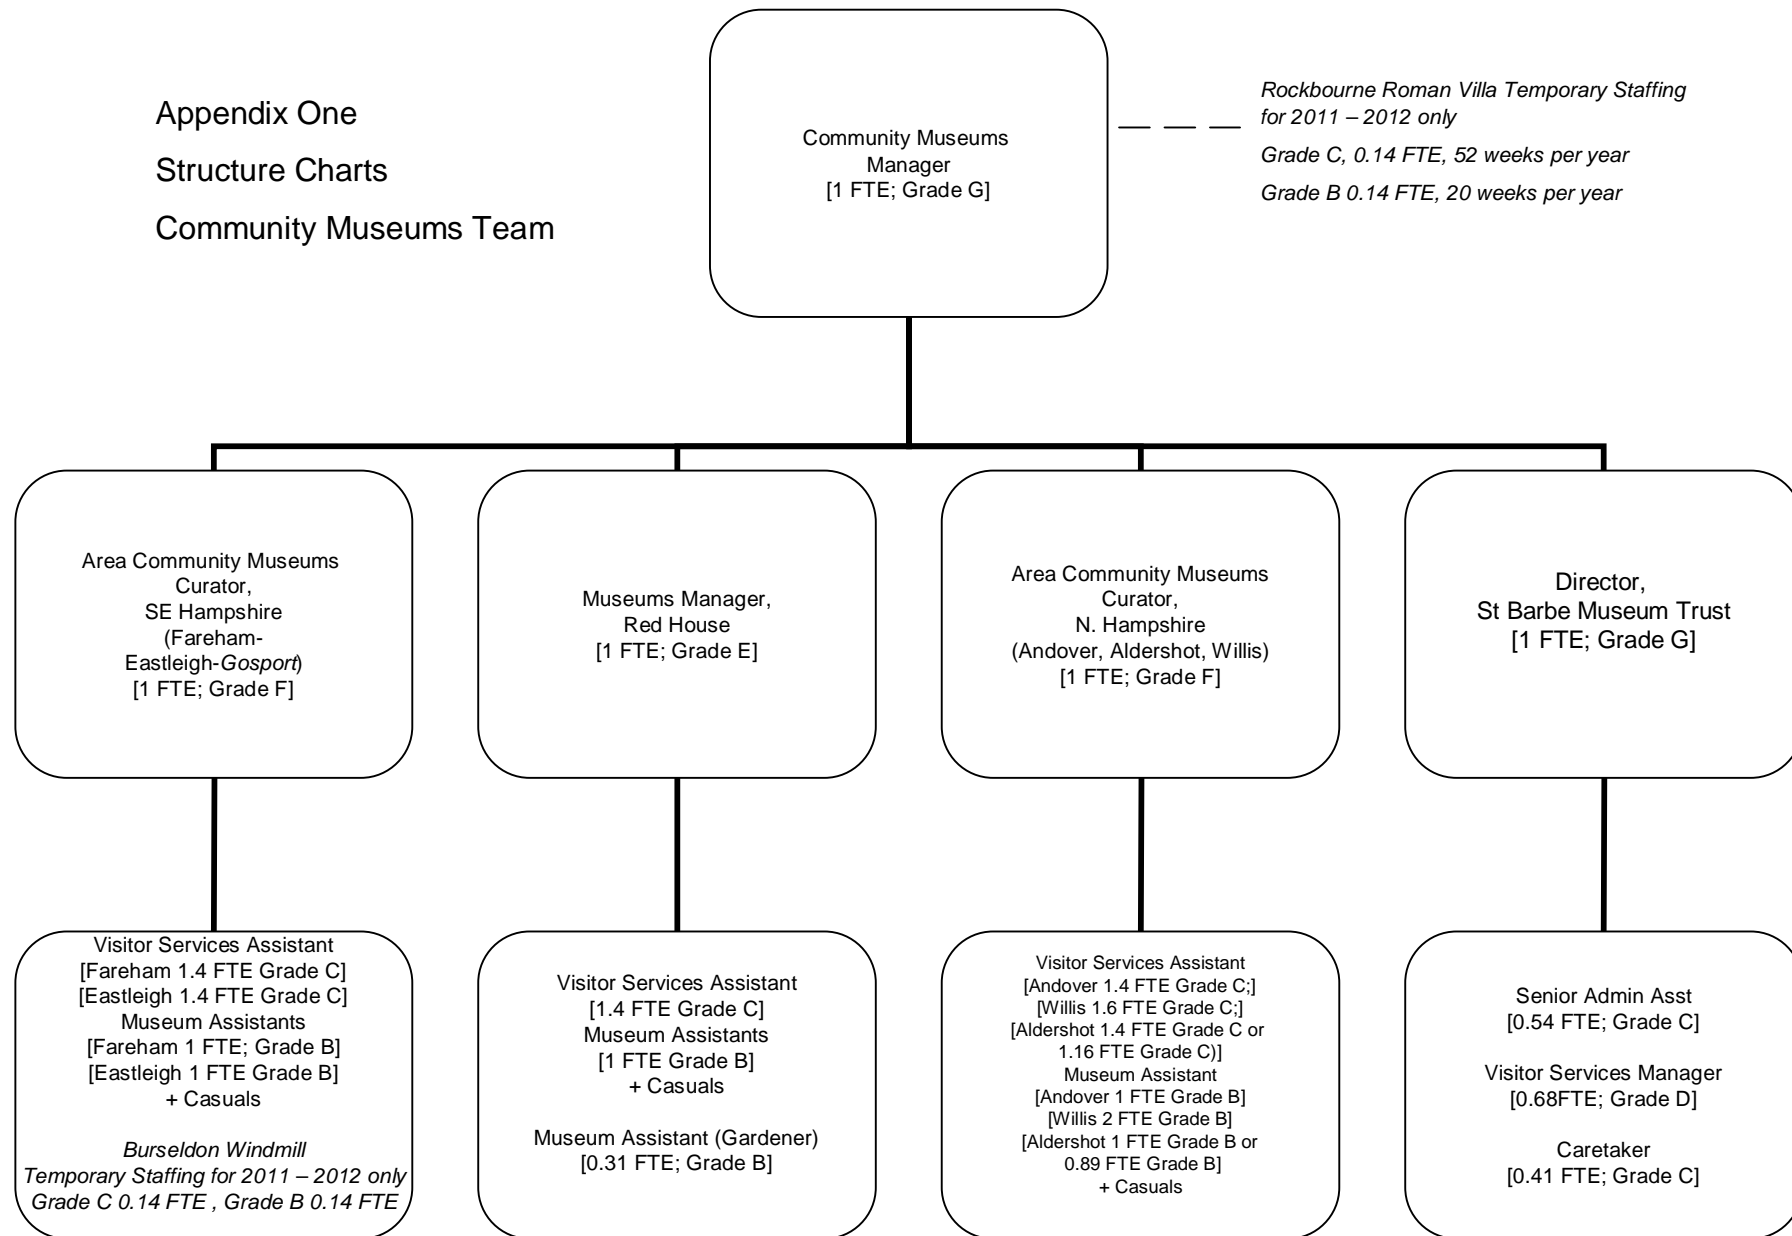 Appendix One
Structure Charts
Community Museums Team
Community Museums
Manager
[1 FTE; Grade G]
Rockbourne Roman Villa Temporary Staffing
for 2011 – 2012 only
Grade C, 0.14 FTE, 52 weeks per year
Grade B 0.14 FTE, 20 weeks per year
Area Community Museums
Curator,
SE Hampshire
(Fareham-
Eastleigh-Gosport)
[1 FTE; Grade F]
Museums Manager,
Red House
[1 FTE; Grade E]
Area Community Museums
Curator,
N. Hampshire
(Andover, Aldershot, Willis)
[1 FTE; Grade F]
Director,
St Barbe Museum Trust
[1 FTE; Grade G]
Visitor Services Assistant
[Fareham 1.4 FTE Grade C]
[Eastleigh 1.4 FTE Grade C]
Museum Assistants
[Fareham 1 FTE; Grade B]
[Eastleigh 1 FTE Grade B]
+ Casuals
Burseldon Windmill
Temporary Staffing for 2011 – 2012 only
Grade C 0.14 FTE , Grade B 0.14 FTE
Visitor Services Assistant
[1.4 FTE Grade C]
Museum Assistants
[1 FTE Grade B]
+ Casuals
Museum Assistant (Gardener)
[0.31 FTE; Grade B]
Visitor Services Assistant
[Andover 1.4 FTE Grade C;]
[Willis 1.6 FTE Grade C;]
[Aldershot 1.4 FTE Grade C or
1.16 FTE Grade C)]
Museum Assistant
[Andover 1 FTE Grade B]
[Willis 2 FTE Grade B]
[Aldershot 1 FTE Grade B or
0.89 FTE Grade B]
+ Casuals
Senior Admin Asst
[0.54 FTE; Grade C]
Visitor Services Manager
[0.68FTE; Grade D]
Caretaker
[0.41 FTE; Grade C]